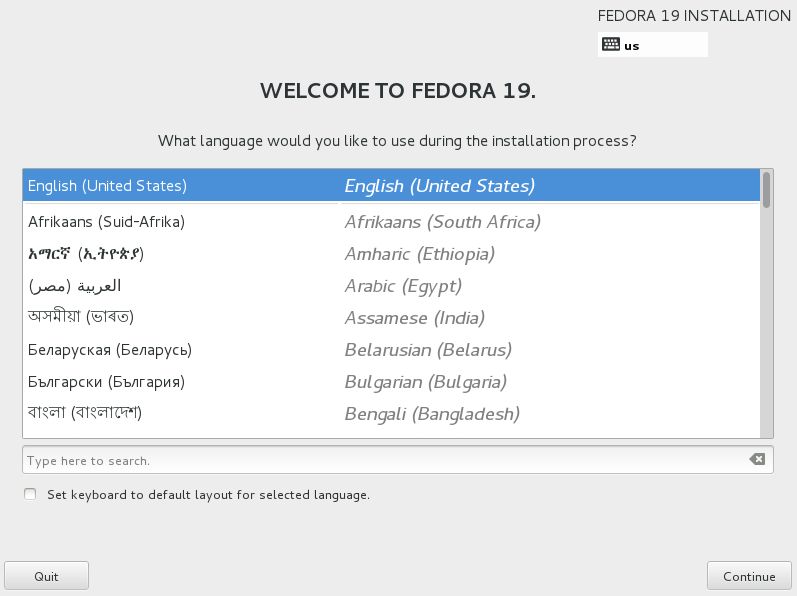 FEDORA 19 INSTALLATION
us
WELCOME TO FEDORA 19.
What language would you like to use during the installation process?
English (United States) English (United States)
Afrikaans (Suid-Afrika) Afrikaans (South Africa)
አማርኛ (ኢትዮጵያ) Amharic (Ethiopia)
العربية (مصر) Arabic (Egypt)
অসমীয়া (ভাৰত) Assamese (India)
Беларуская (Беларусь) Belarusian (Belarus)
Български (България) Bulgarian (Bulgaria)
বাংলা (বাংলাদেশ) Bengali (Bangladesh)
Type here to search.
Set keyboard to default layout for selected language.
Quit Continue